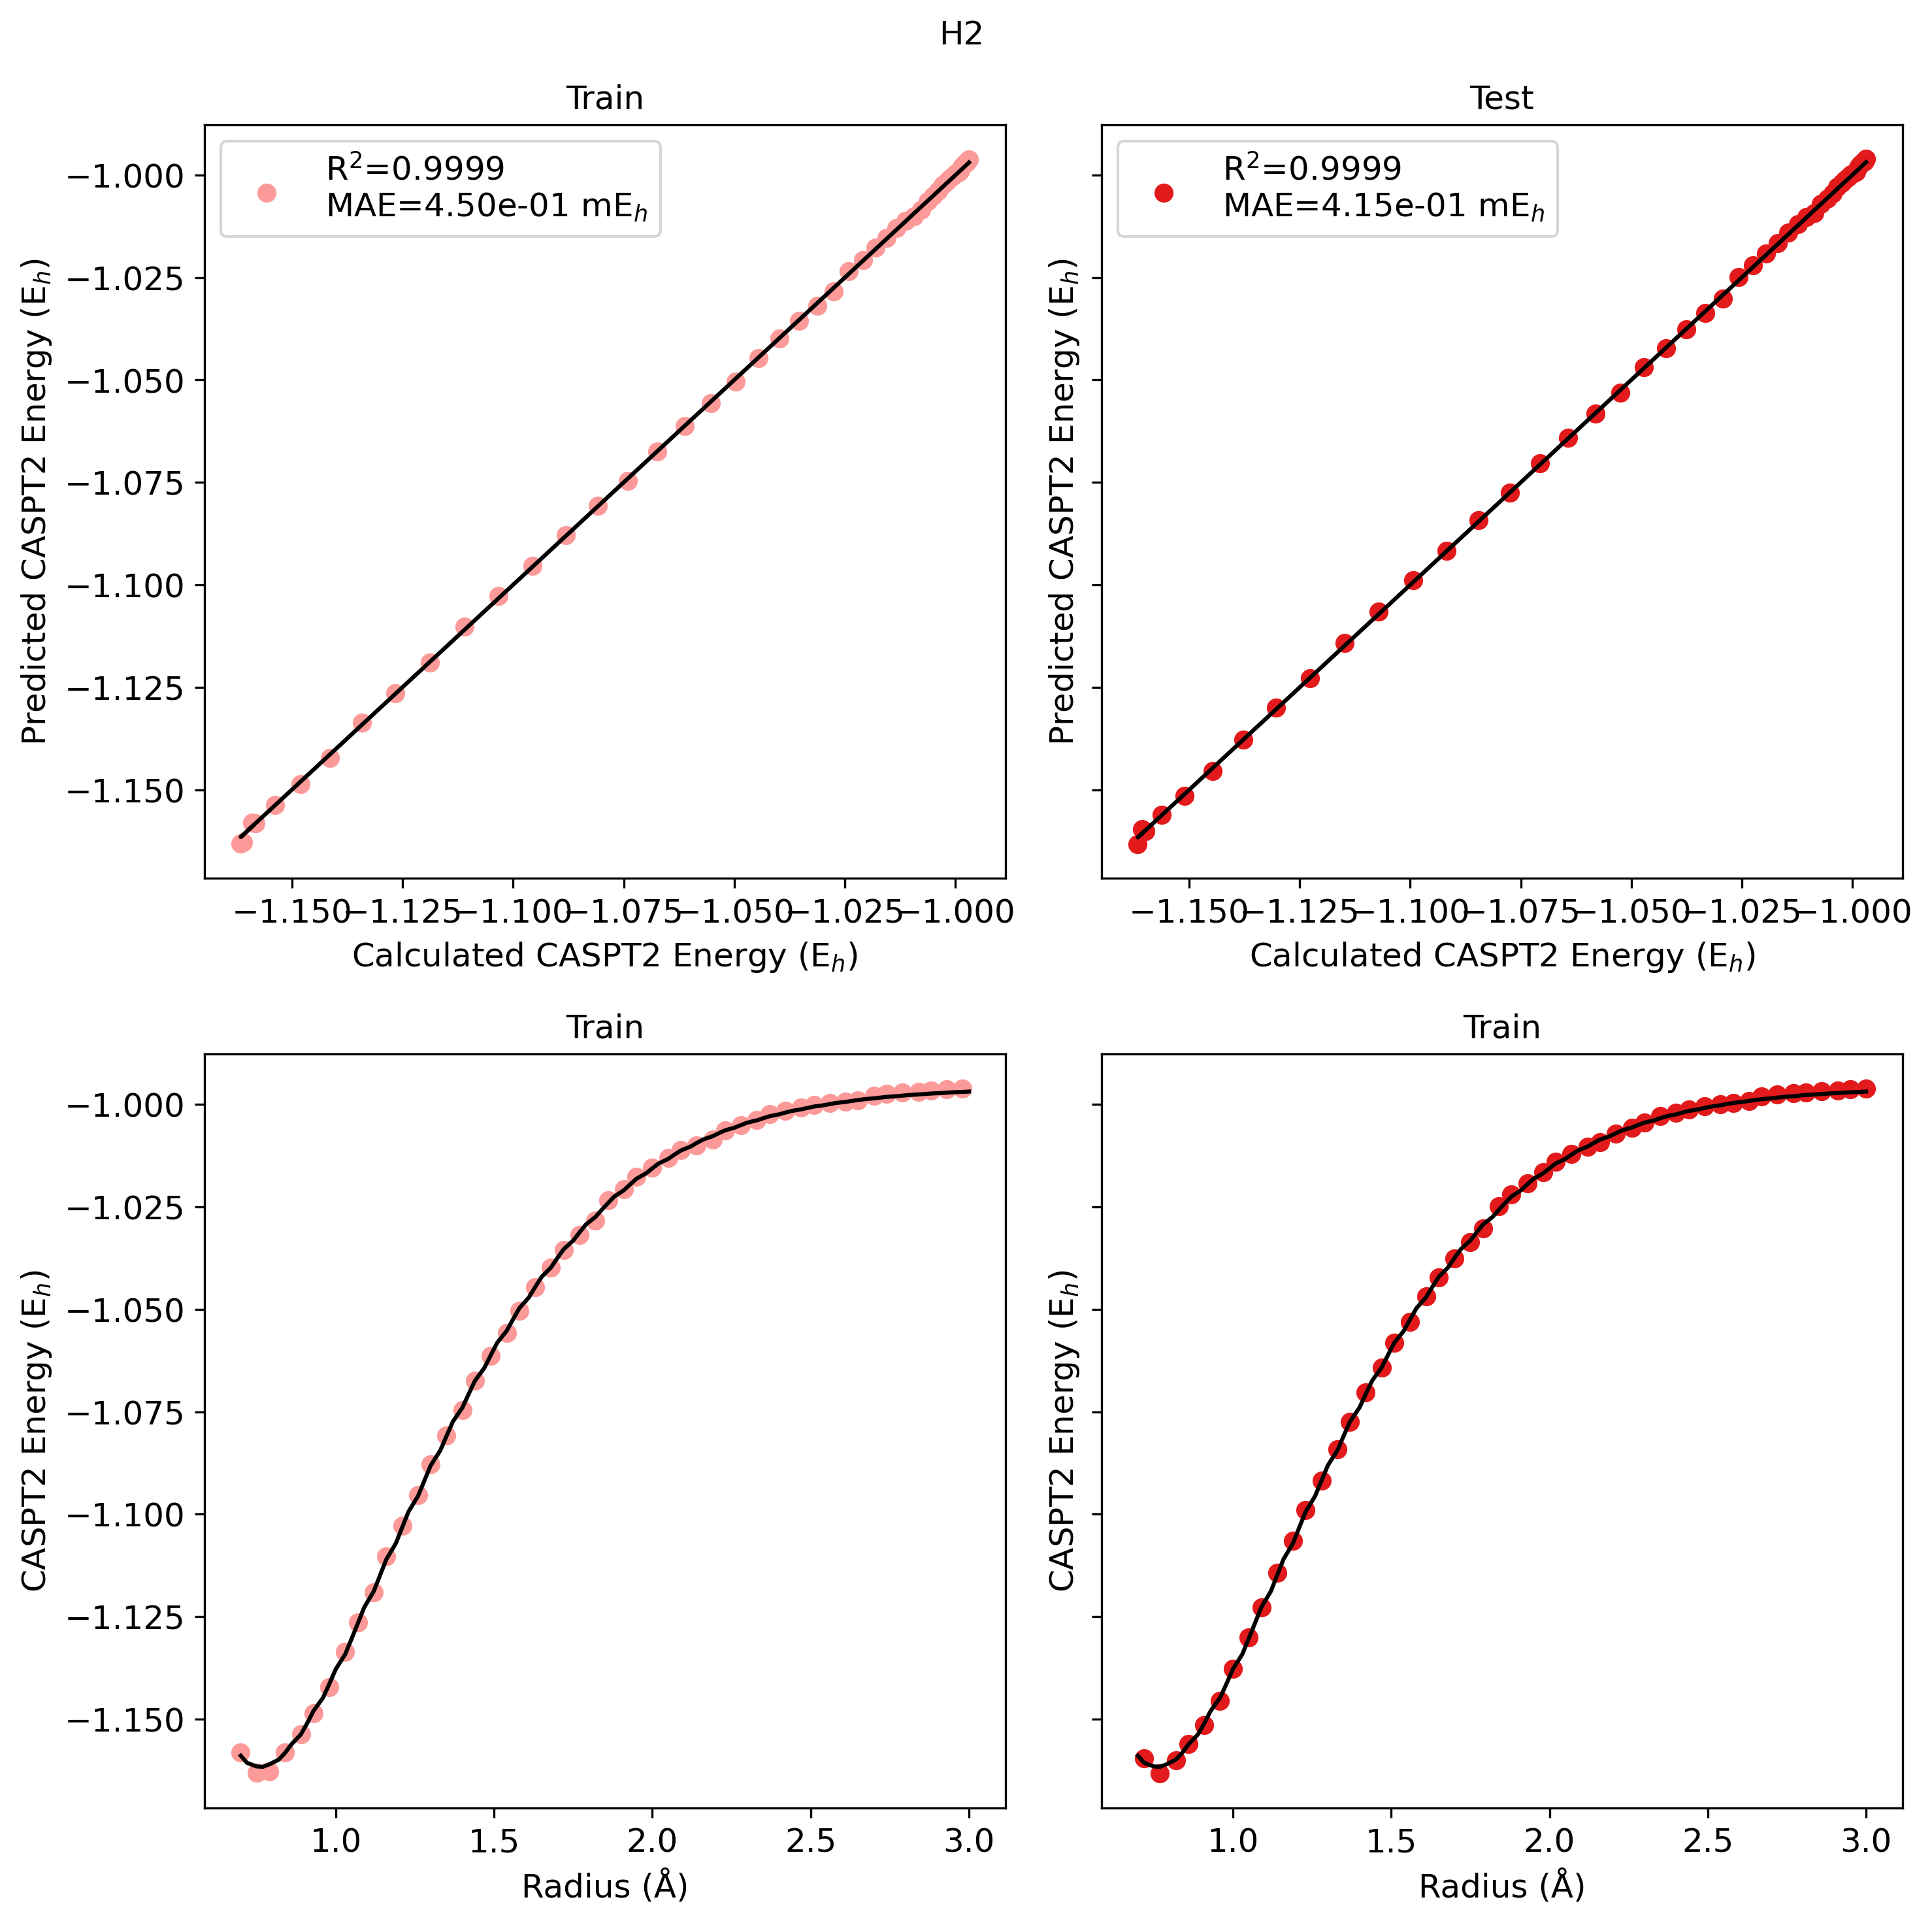 H2
Train
Test
R²=0.9999
MAE=4.50e-01 mEₕ
R²=0.9999
MAE=4.15e-01 mEₕ
Predicted CASPT2 Energy (Eₕ)
−1.000
−1.025
−1.050
−1.075
−1.100
−1.125
−1.150
Predicted CASPT2 Energy (Eₕ)
−1.150 −1.125 −1.100 −1.075 −1.050 −1.025 −1.000
−1.150 −1.125 −1.100 −1.075 −1.050 −1.025 −1.000
Calculated CASPT2 Energy (Eₕ)
Calculated CASPT2 Energy (Eₕ)
Train
Train
CASPT2 Energy (Eₕ)
−1.000
−1.025
−1.050
−1.075
−1.100
−1.125
−1.150
CASPT2 Energy (Eₕ)
1.0 1.5 2.0 2.5 3.0
1.0 1.5 2.0 2.5 3.0
Radius (Å)
Radius (Å)